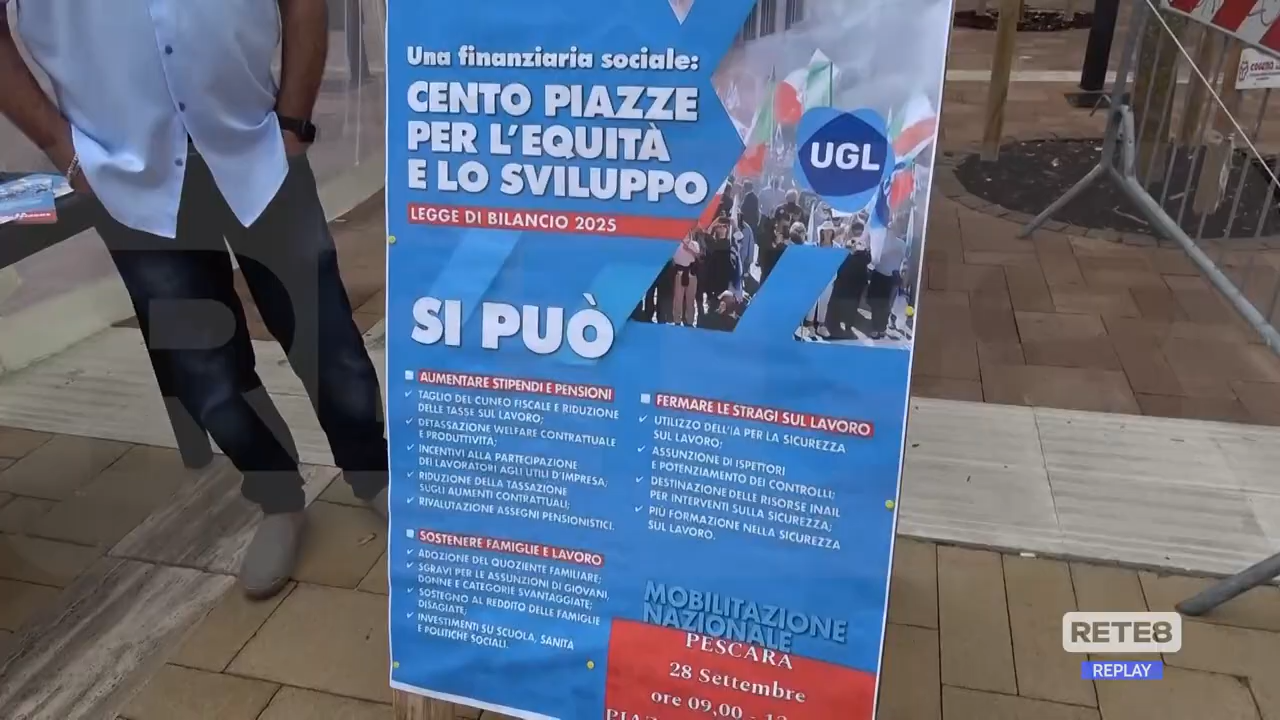 Una finanziaria sociale:
CENTO PIAZZE
PER L'EQUITÀ
E LO SVILUPPO
LEGGE DI BILANCIO 2025
UGL
SI PUÒ
AUMENTARE STIPENDI E PENSIONI
✓ TAGLIO DEL CUNEO FISCALE E RIDUZIONE
DELLE TASSE SUL LAVORO;
✓ DETASSAZIONE WELFARE CONTRATTUALE
E PRODUTTIVITÀ;
✓ INCENTIVI ALLA PARTECIPAZIONE
DEI LAVORATORI AGLI UTILI D'IMPRESA;
✓ RIDUZIONE DELLA TASSAZIONE
SUGLI AUMENTI CONTRATTUALI;
✓ RIVALUTAZIONE ASSEGNI PENSIONISTICI.
SOSTENERE FAMIGLIE E LAVORO
✓ ADOZIONE DEL QUOZIENTE FAMILIARE;
✓ SGRAVI PER LE ASSUNZIONI DI GIOVANI,
DONNE E CATEGORIE SVANTAGGIATE;
✓ SOSTEGNO AL REDDITO DELLE FAMIGLIE
DISAGIATE;
✓ INVESTIMENTI SU SCUOLA, SANITA
E POLITICHE SOCIALI.
FERMARE LE STRAGI SUL LAVORO
✓ UTILIZZO DELL'IA PER LA SICUREZZA
SUL LAVORO;
✓ ASSUNZIONE DI ISPETTORI
E POTENZIAMENTO DEI CONTROLLI;
✓ DESTINAZIONE DELLE RISORSE INAIL
PER INTERVENTI SULLA SICUREZZA;
✓ PIÙ FORMAZIONE NELLA SICUREZZA
SUL LAVORO.
MOBILITAZIONE
NAZIONALE
PESCARA
28 Settembre
ore 09,00 -
RETE8
REPLAY